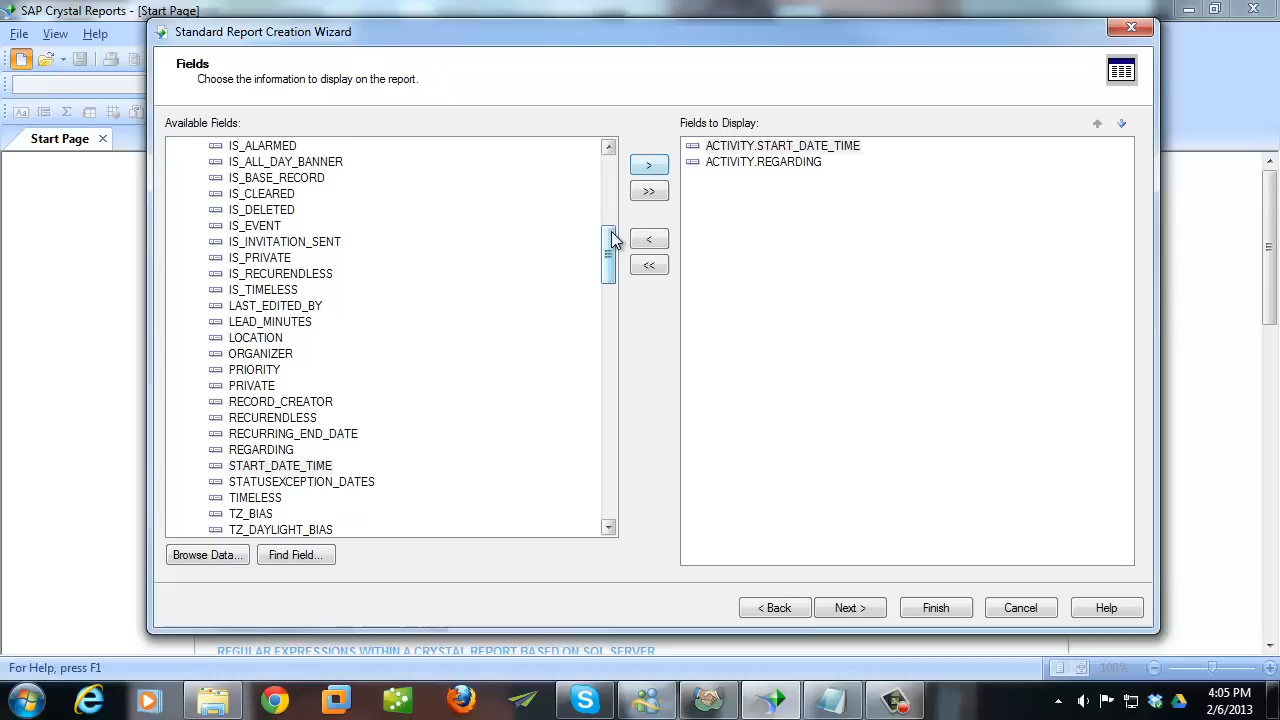 SAP Crystal Reports - [Start Page]
Standard Report Creation Wizard
File View Help
Fields
Choose the information to display on the report.
Start Page
Available Fields:
Fields to Display:
IS_ALARMED
IS_ALL_DAY_BANNER
IS_BASE_RECORD
IS_CLEARED
IS_DELETED
IS_EVENT
IS_INVITATION_SENT
IS_PRIVATE
IS_RECURENDLESS
IS_TIMELESS
LAST_EDITED_BY
LEAD_MINUTES
LOCATION
ORGANIZER
PRIORITY
PRIVATE
RECORD_CREATOR
RECURENDLESS
RECURRING_END_DATE
REGARDING
START_DATE_TIME
STATUSEXCEPTION_DATES
TIMELESS
TZ_BIAS
TZ_DAYLIGHT_BIAS
>
>>
<
<<
ACTIVITY.START_DATE_TIME
ACTIVITY.REGARDING
Browse Data...
Find Field...
< Back
Next >
Finish
Cancel
Help
REGULAR EXPRESSIONS WITHIN A CRYSTAL REPORT BASED ON SQL SERVER
For Help, press F1
100%
4:05 PM
2/6/2013